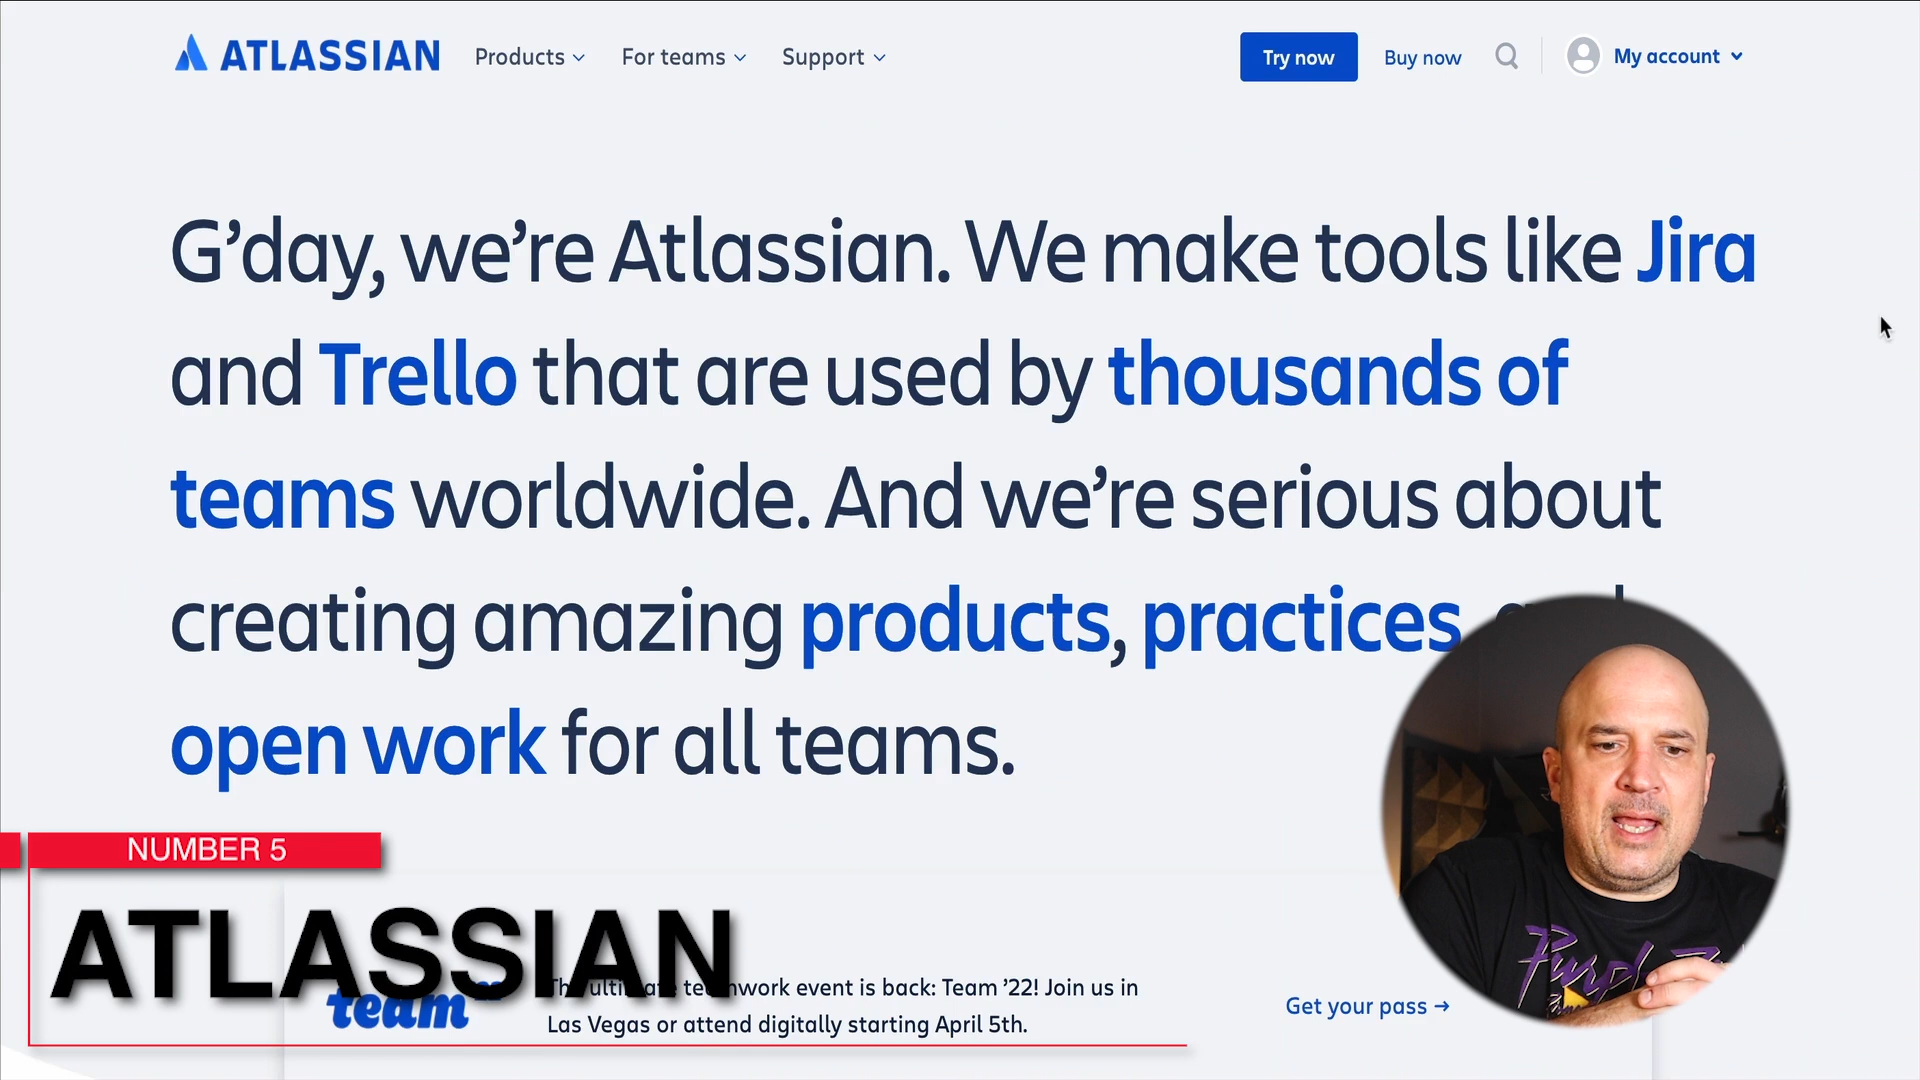 ATLASSIAN
Products
For teams
Support
Try now
Buy now
My account
G’day, we’re Atlassian. We make tools like Jira
and Trello that are used by thousands of
teams worldwide. And we’re serious about
creating amazing products, practices
open work for all teams.
NUMBER 5
ATLASSIAN
team
The ultimate teamwork event is back: Team ’22! Join us in
Las Vegas or attend digitally starting April 5th.
Get your pass →